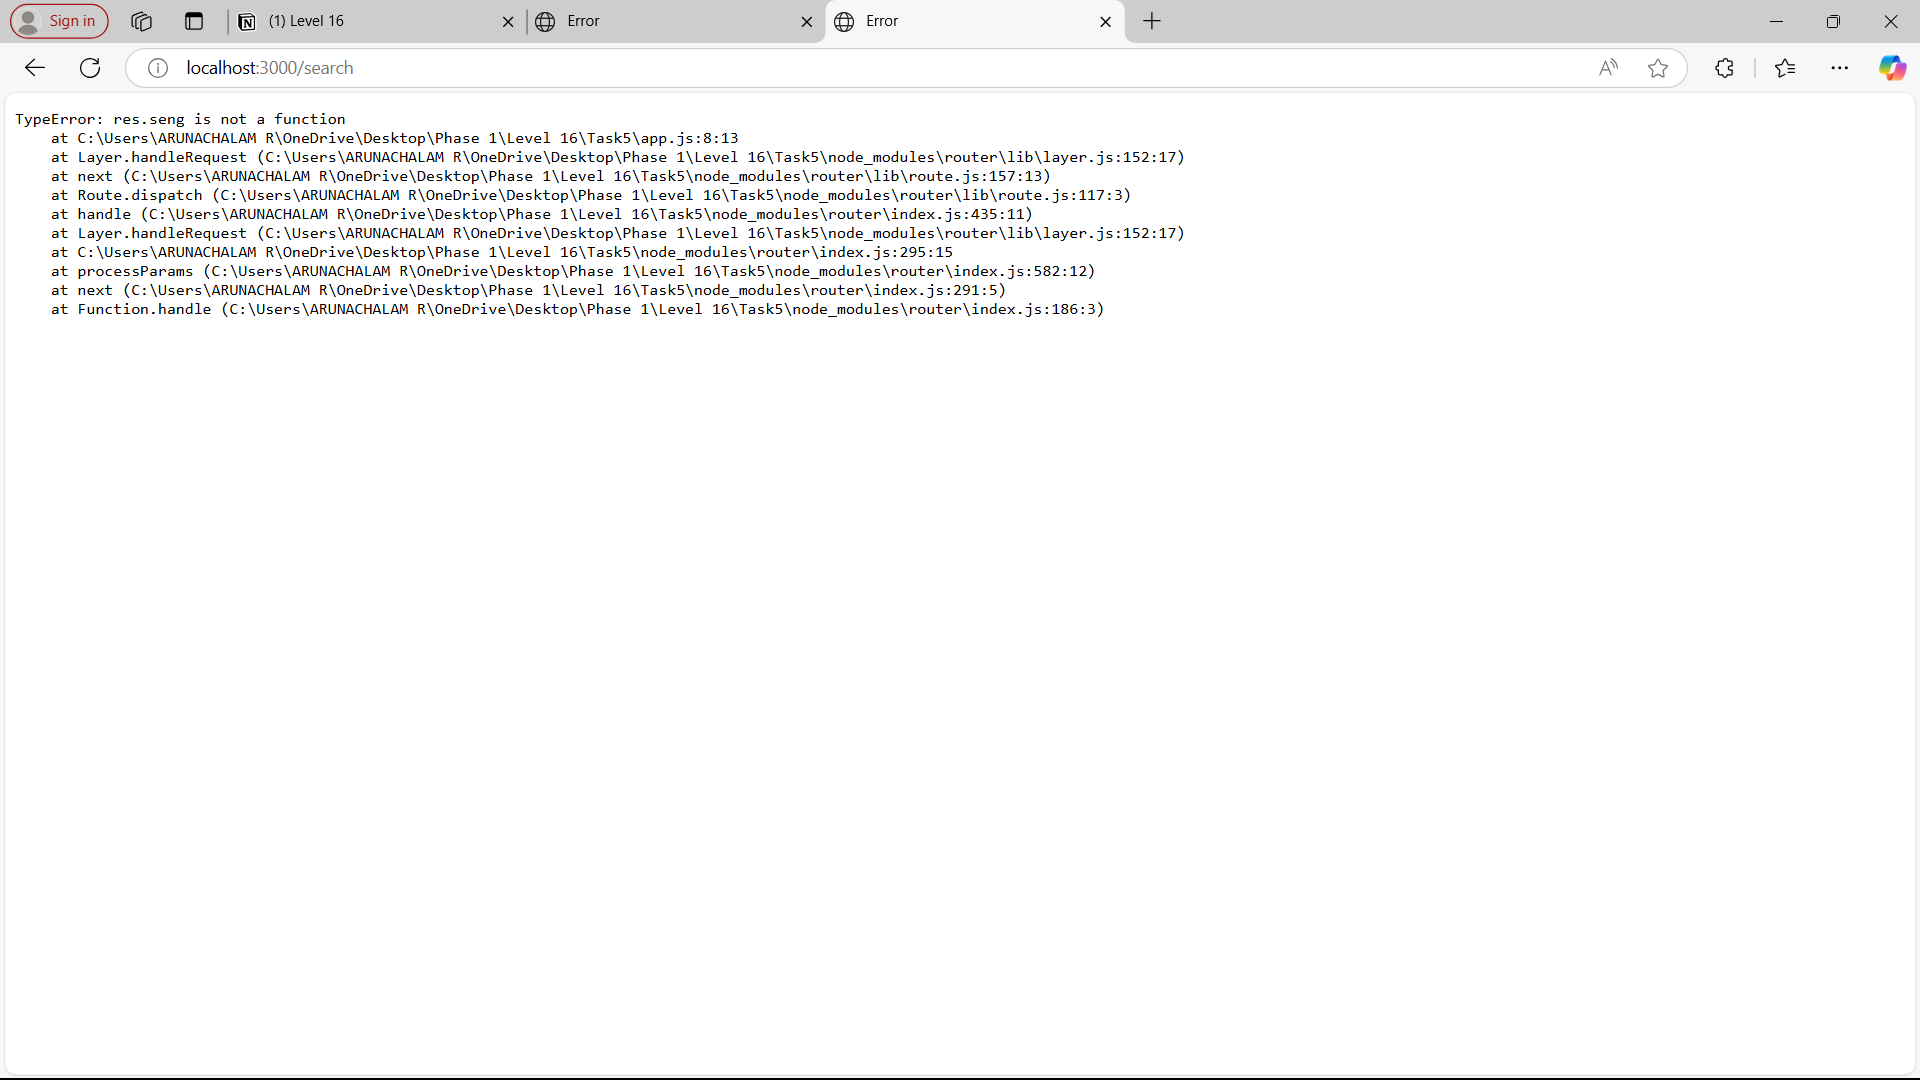 Sign in
(1) Level 16
Error
Error
localhost:3000/search
TypeError: res.seng is not a function
at C:\Users\ARUNACHALAM R\OneDrive\Desktop\Phase 1\Level 16\Task5\app.js:8:13
at Layer.handleRequest (C:\Users\ARUNACHALAM R\OneDrive\Desktop\Phase 1\Level 16\Task5\node_modules\router\lib\layer.js:152:17)
at next (C:\Users\ARUNACHALAM R\OneDrive\Desktop\Phase 1\Level 16\Task5\node_modules\router\lib\route.js:157:13)
at Route.dispatch (C:\Users\ARUNACHALAM R\OneDrive\Desktop\Phase 1\Level 16\Task5\node_modules\router\lib\route.js:117:3)
at handle (C:\Users\ARUNACHALAM R\OneDrive\Desktop\Phase 1\Level 16\Task5\node_modules\router\index.js:435:11)
at Layer.handleRequest (C:\Users\ARUNACHALAM R\OneDrive\Desktop\Phase 1\Level 16\Task5\node_modules\router\lib\layer.js:152:17)
at C:\Users\ARUNACHALAM R\OneDrive\Desktop\Phase 1\Level 16\Task5\node_modules\router\index.js:295:15
at processParams (C:\Users\ARUNACHALAM R\OneDrive\Desktop\Phase 1\Level 16\Task5\node_modules\router\index.js:582:12)
at next (C:\Users\ARUNACHALAM R\OneDrive\Desktop\Phase 1\Level 16\Task5\node_modules\router\index.js:291:5)
at Function.handle (C:\Users\ARUNACHALAM R\OneDrive\Desktop\Phase 1\Level 16\Task5\node_modules\router\index.js:186:3)